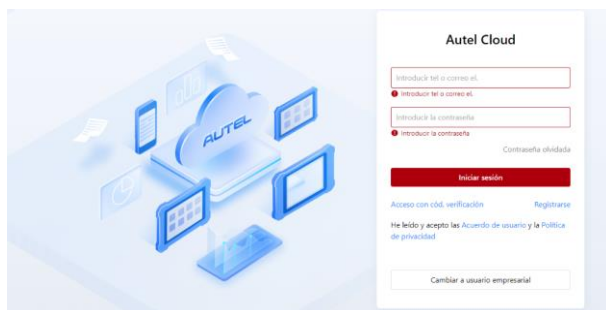 Autel Cloud
AUTEL
Introducir tel o correo el.
Introducir tel o correo el.
Introducir la contraseña
Introducir la contraseña
Contraseña olvidada
Iniciar sesión
Acceso con cód. verificación Registrarse
He leído y acepto las Acuerdo de usuario y la Política
de privacidad
Cambiar a usuario empresarial